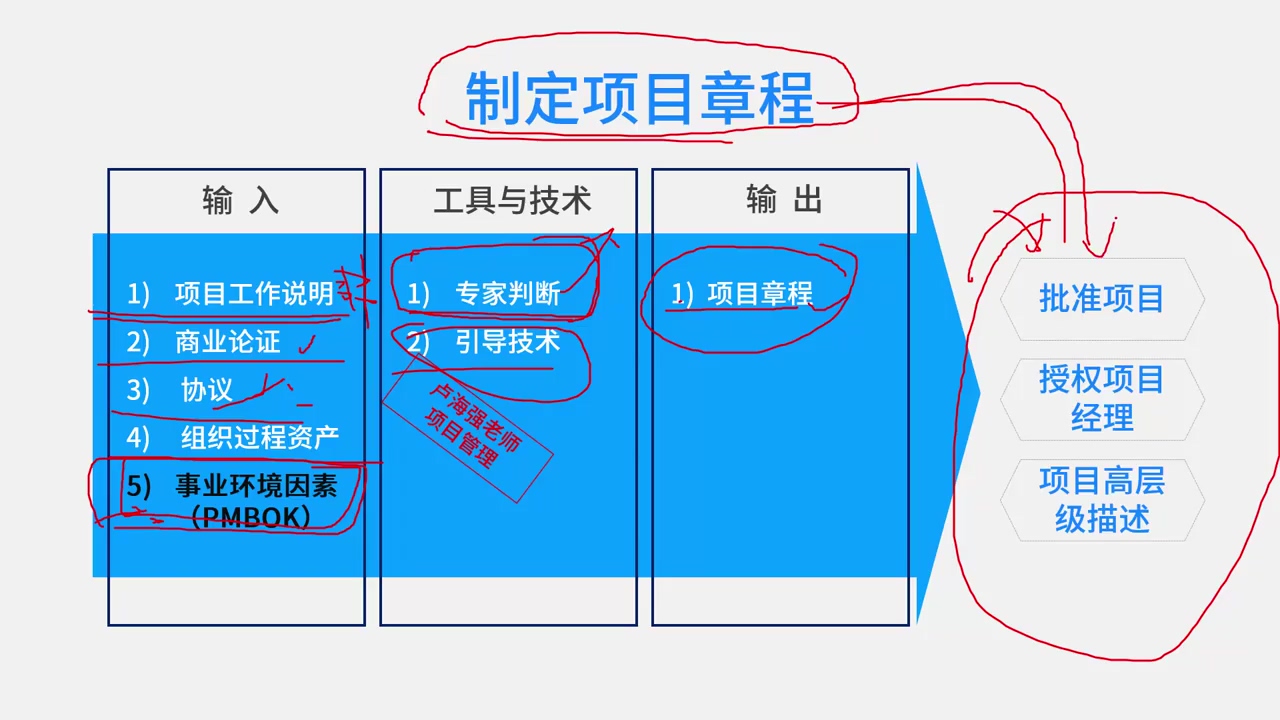 制定项目章程
输 入
1) 项目工作说明
2) 商业论证
3) 协议
4) 组织过程资产
5) 事业环境因素
（PMBOK）
工具与技术
1) 专家判断
2) 引导技术
卢海强老师
项目管理
输 出
1) 项目章程
批准项目
授权项目
经理
项目高层
级描述